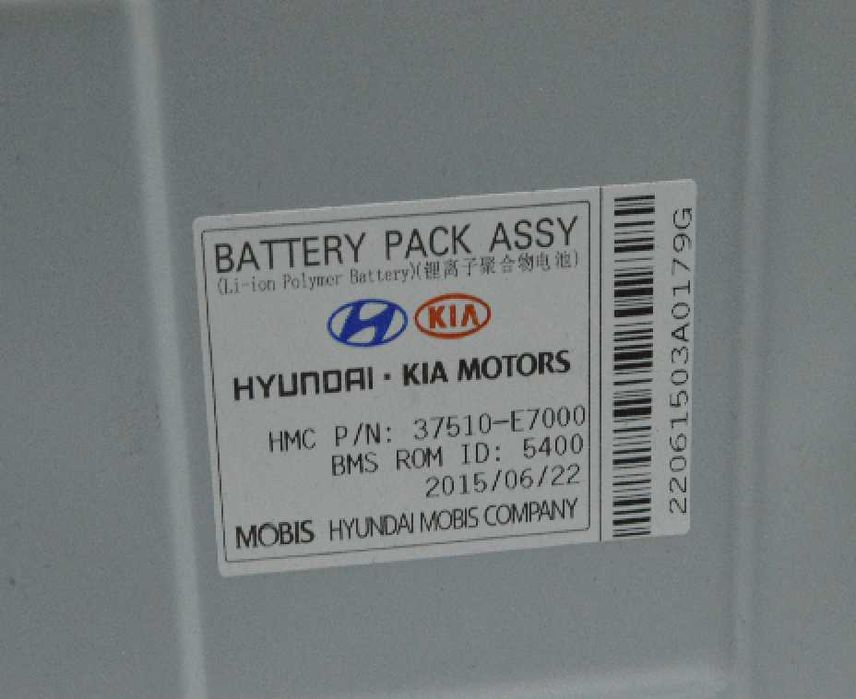 BATTERY PACK ASSY
(Li-ion Polymer Battery)(锂离子聚合物电池)
KIA
HYUNDAI · KIA MOTORS
HMC P/N: 37510-E7000
BMS ROM ID: 5400
2015/06/22
MOBIS HYUNDAI MOBIS COMPANY
22061503A0179G